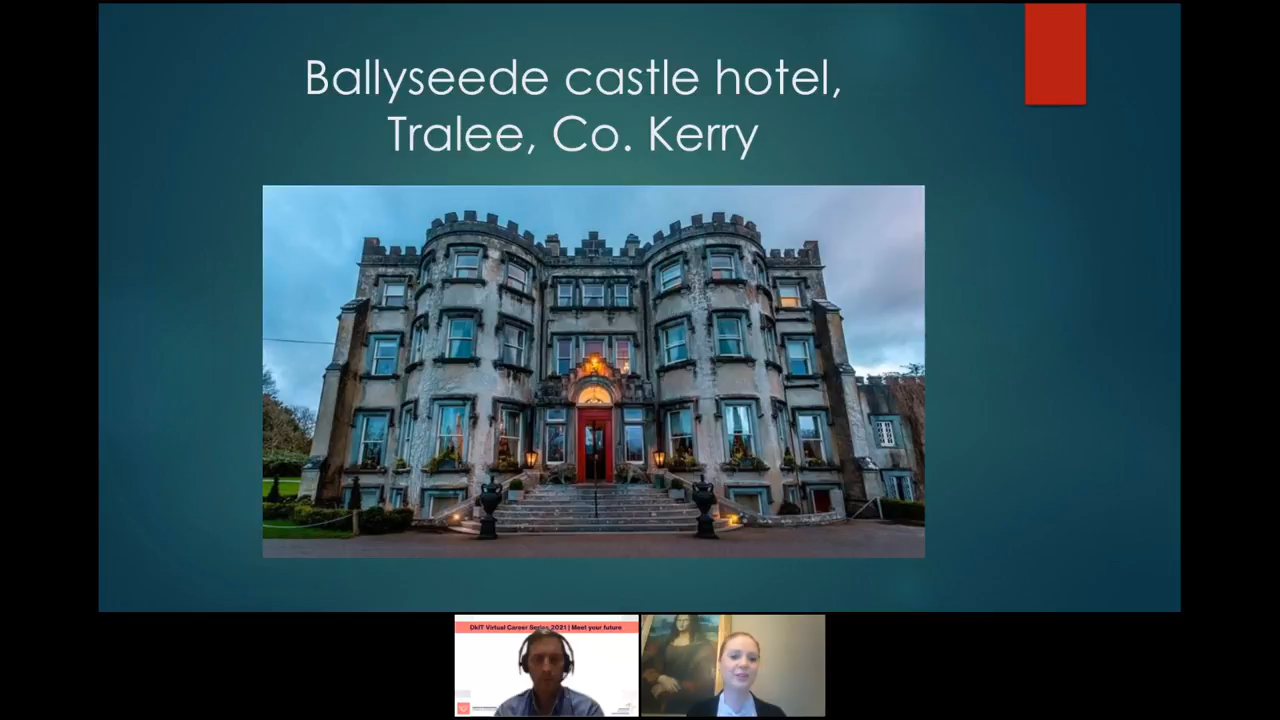 Ballyseede castle hotel,
Tralee, Co. Kerry
DkIT Virtual Career Series 2021 | Meet your future